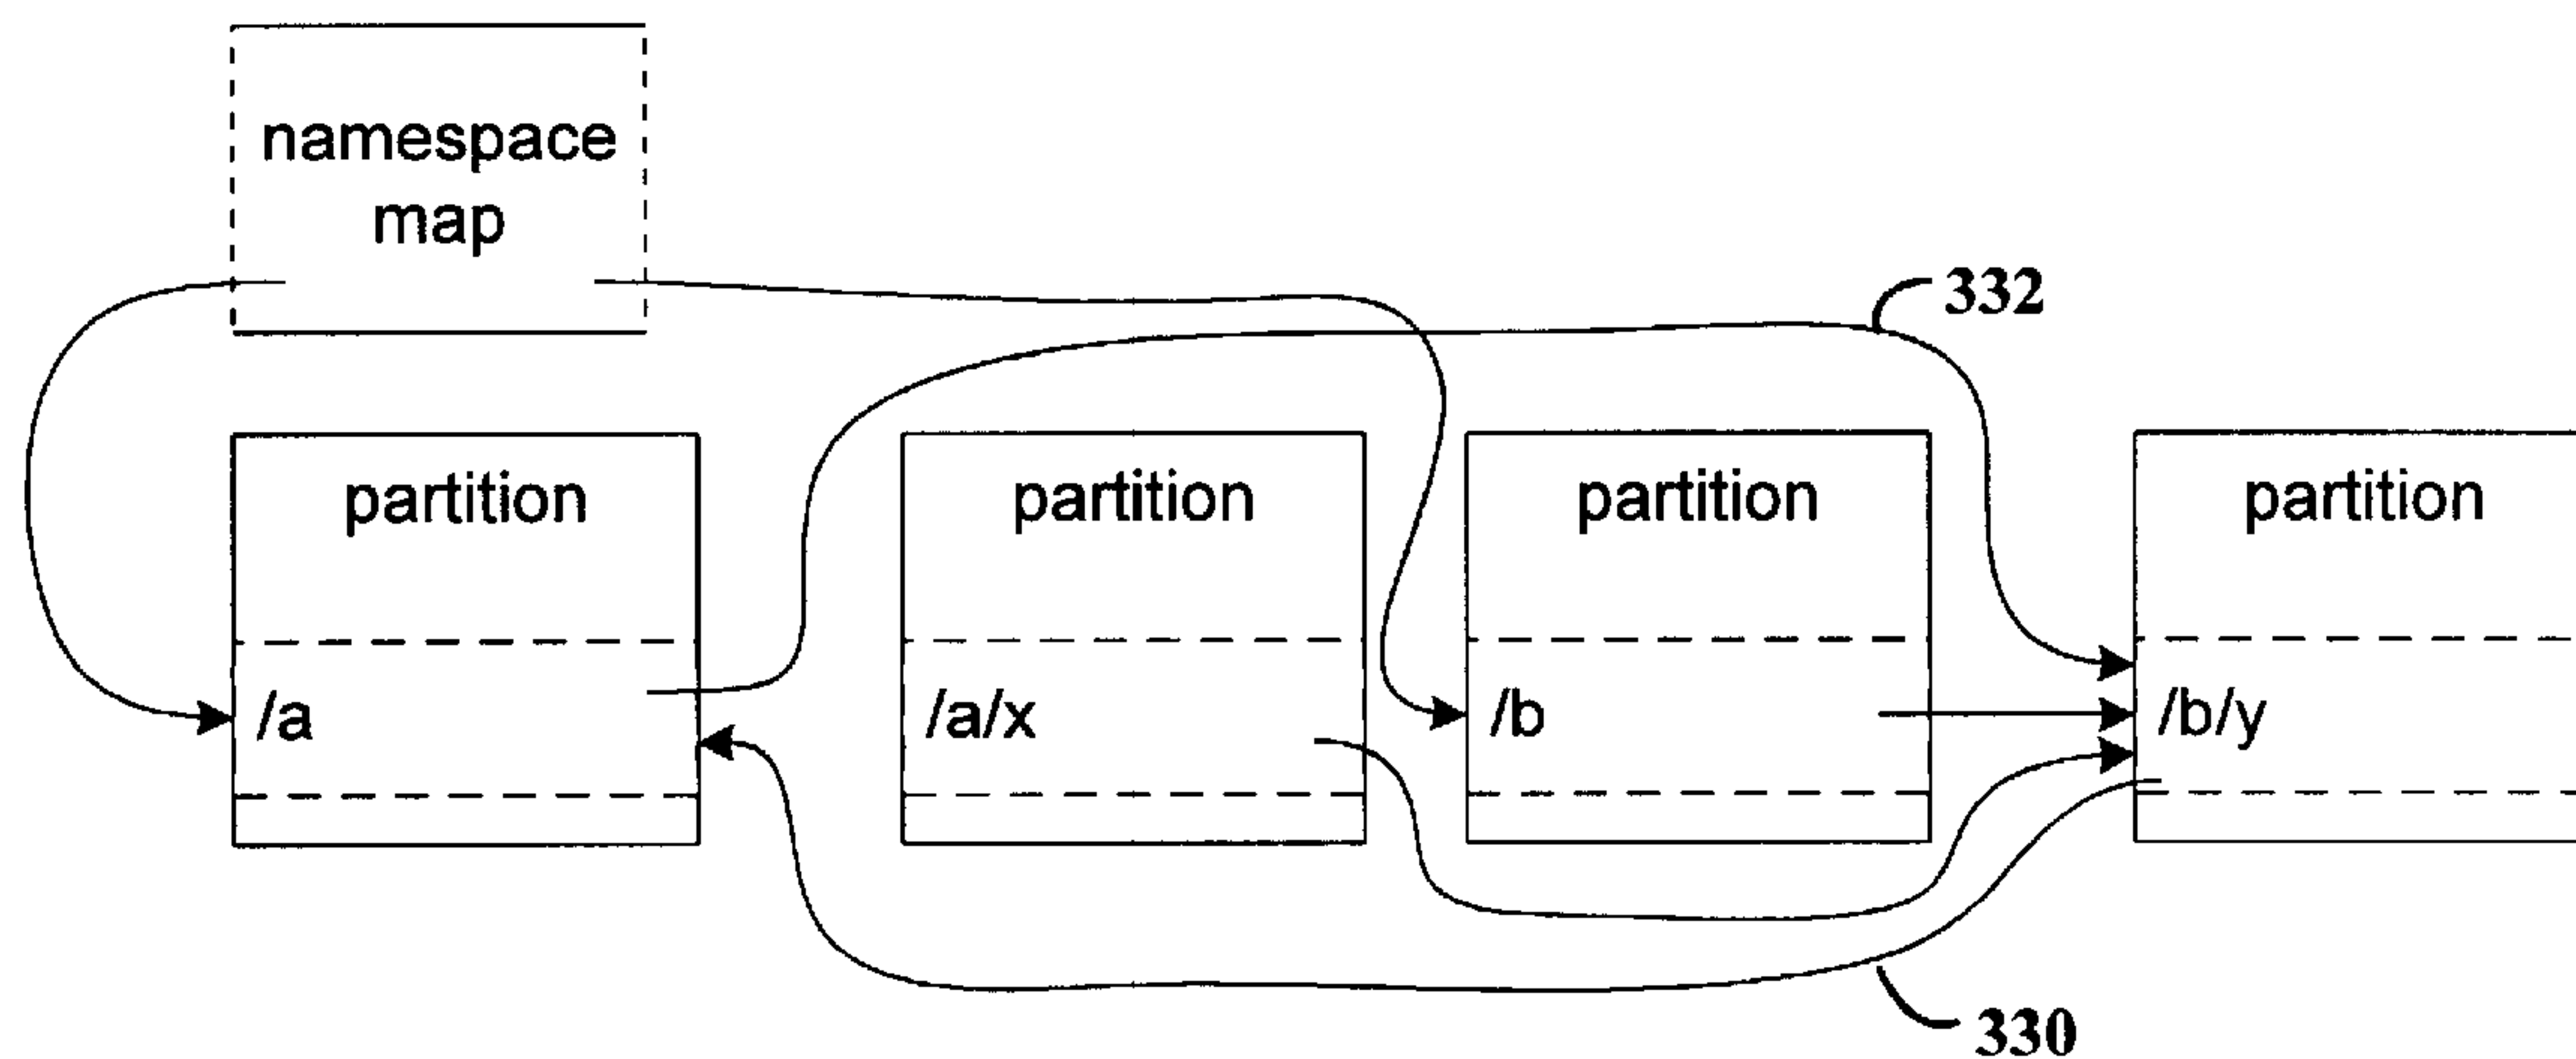 namespace
map
332
partition
partition
partition
partition
/a
/a/x
/b
/b/y
330